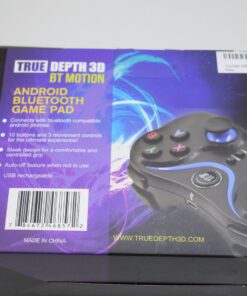 TRUE DEPTH 3D
BT MOTION
ANDROID
BLUETOOTH
GAME PAD
• Connects with bluetooth compatible
android phones
• 10 buttons and 3 movement controls
for the ultimate experience!
• Sleak design for a comfortable and
controlled grip
• Auto-off feature when not in use
USB rechargeable
MADE IN CHINA
WWW.TRUEDEPTH3D.COM